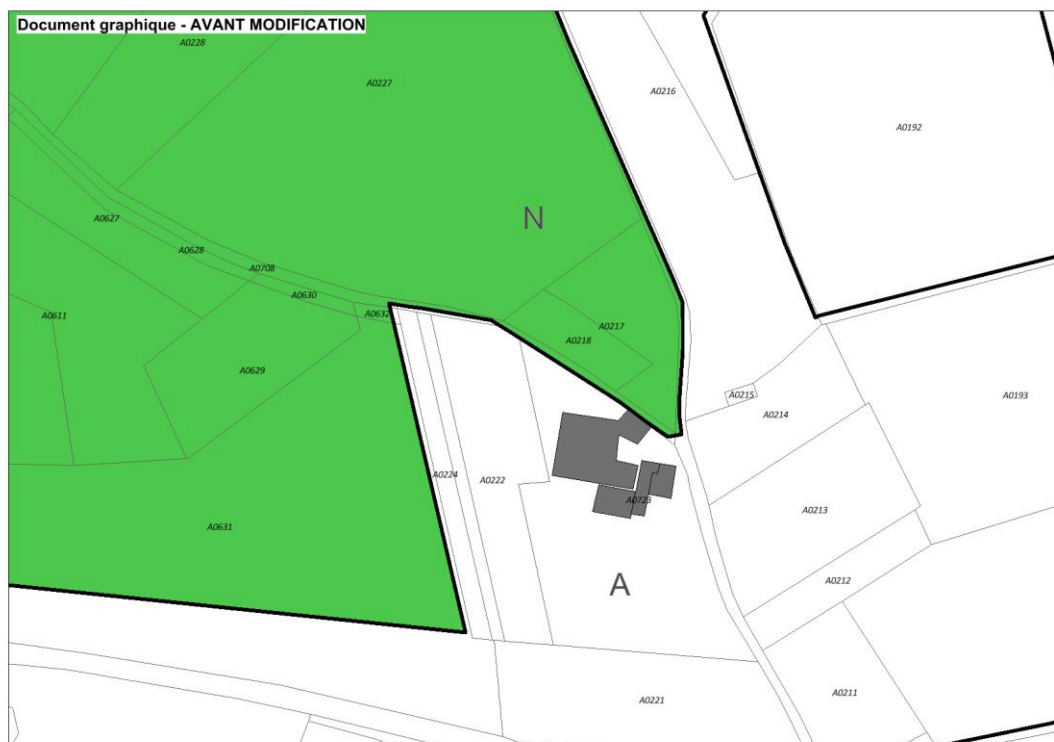 Document graphique - AVANT MODIFICATION
A0228
A0227
A0216
A0192
N
A0627
A0628
A0708
A0630
A0632
A0611
A0217
A0218
A0629
A0215
A0214
A0193
A0224
A0222
A0723
A0213
A0631
A
A0212
A0221
A0211